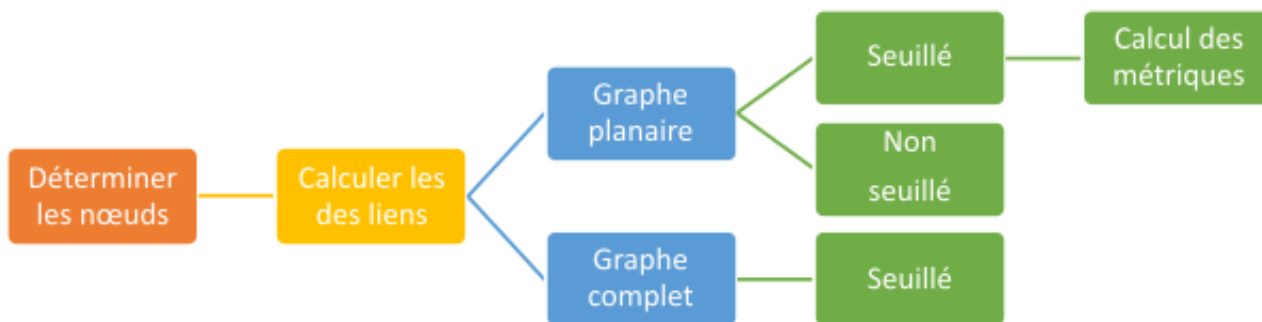 Déterminer
les nœuds
Calculer les
des liens
Graphe
planaire
Seuillé
Calcul des
métriques
Non
seuillé
Graphe
complet
Seuillé